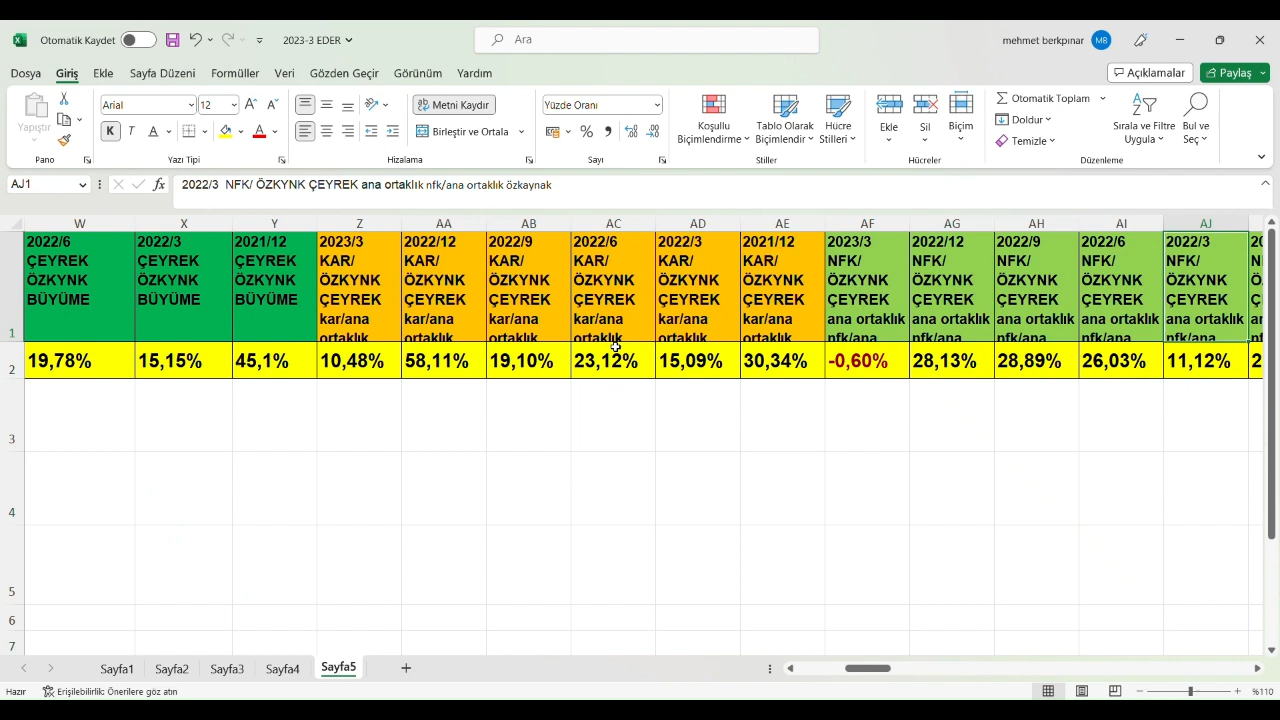 Otomatik Kaydet 2023-3 EDER Ara mehmet berkpınar MB
Dosya Giriş Ekle Sayfa Düzeni Formüller Veri Gözden Geçir Görünüm Yardım Açıklamalar Paylaş
Yapıştır Arial 12 Metni Kaydır Yüzde Oranı Koşullu Biçimlendirme Tablo Olarak Biçimlendir Hücre Stilleri Ekle Sil Biçim Otomatik Toplam Sırala ve Filtre Uygula Bul ve Seç
K T A A Birleştir ve Ortala % Doldur
Temizle
Pano Yazı Tipi Hizalama Sayı Stiller Hücreler Düzenleme
AJ1 fx 2022/3 NFK/ ÖZKYNK ÇEYREK ana ortaklık nfk/ana ortaklık özkaynak
W X Y Z AA AB AC AD AE AF AG AH AI AJ
2022/6 2022/3 2021/12 2023/3 2022/12 2022/9 2022/6 2022/3 2021/12 2023/3 2022/12 2022/9 2022/6 2022/3
ÇEYREK ÇEYREK ÇEYREK KAR/ KAR/ KAR/ KAR/ KAR/ KAR/ NFK/ NFK/ NFK/ NFK/ NFK/
ÖZKYNK ÖZKYNK ÖZKYNK ÖZKYNK ÖZKYNK ÖZKYNK ÖZKYNK ÖZKYNK ÖZKYNK ÖZKYNK ÖZKYNK ÖZKYNK ÖZKYNK ÖZKYNK
BÜYÜME BÜYÜME BÜYÜME ÇEYREK ÇEYREK ÇEYREK ÇEYREK ÇEYREK ÇEYREK ÇEYREK ÇEYREK ÇEYREK ÇEYREK ÇEYREK
kar/ana kar/ana kar/ana kar/ana kar/ana kar/ana ana ortaklık ana ortaklık ana ortaklık ana ortaklık ana ortaklık
1 ortaklık ortaklık ortaklık ortaklık ortaklık ortaklık nfk/ana nfk/ana nfk/ana nfk/ana nfk/ana
2 19,78% 15,15% 45,1% 10,48% 58,11% 19,10% 23,12% 15,09% 30,34% -0,60% 28,13% 28,89% 26,03% 11,12%
3
4
5
6
7
Sayfa1 Sayfa2 Sayfa3 Sayfa4 Sayfa5
Hazır Erişilebilirlik: Önerilere göz atın %110